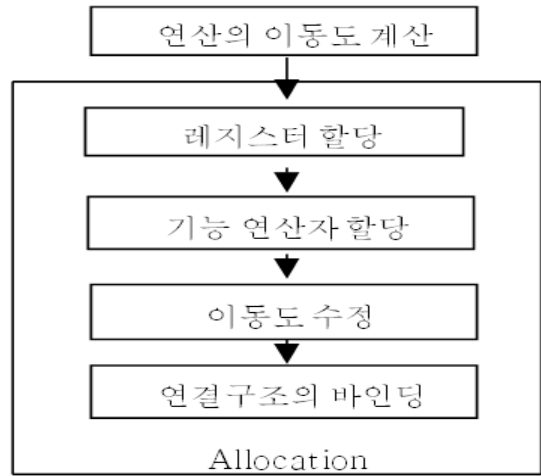 연산의 이동도 계산
레지스터 할당
기능 연산자 할당
이동도 수정
연결구조의 바인딩
Allocation